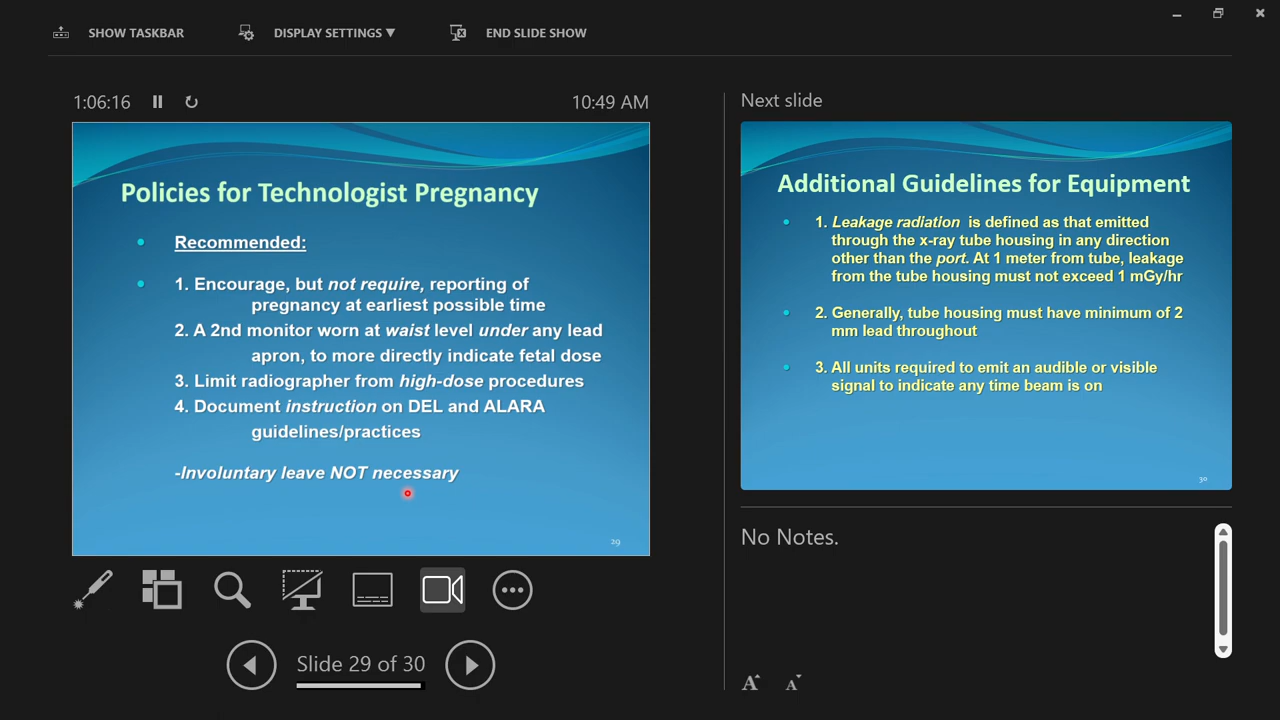 SHOW TASKBAR
DISPLAY SETTINGS ▼
END SLIDE SHOW
1:06:16
10:49 AM
Policies for Technologist Pregnancy
Recommended:
1. Encourage, but not require, reporting of
pregnancy at earliest possible time
2. A 2nd monitor worn at waist level under any lead
apron, to more directly indicate fetal dose
3. Limit radiographer from high-dose procedures
4. Document instruction on DEL and ALARA
guidelines/practices
-Involuntary leave NOT necessary
29
Slide 29 of 30
Next slide
Additional Guidelines for Equipment
1. Leakage radiation is defined as that emitted
through the x-ray tube housing in any direction
other than the port. At 1 meter from tube, leakage
from the tube housing must not exceed 1 mGy/hr
2. Generally, tube housing must have minimum of 2
mm lead throughout
3. All units required to emit an audible or visible
signal to indicate any time beam is on
30
No Notes.
A A